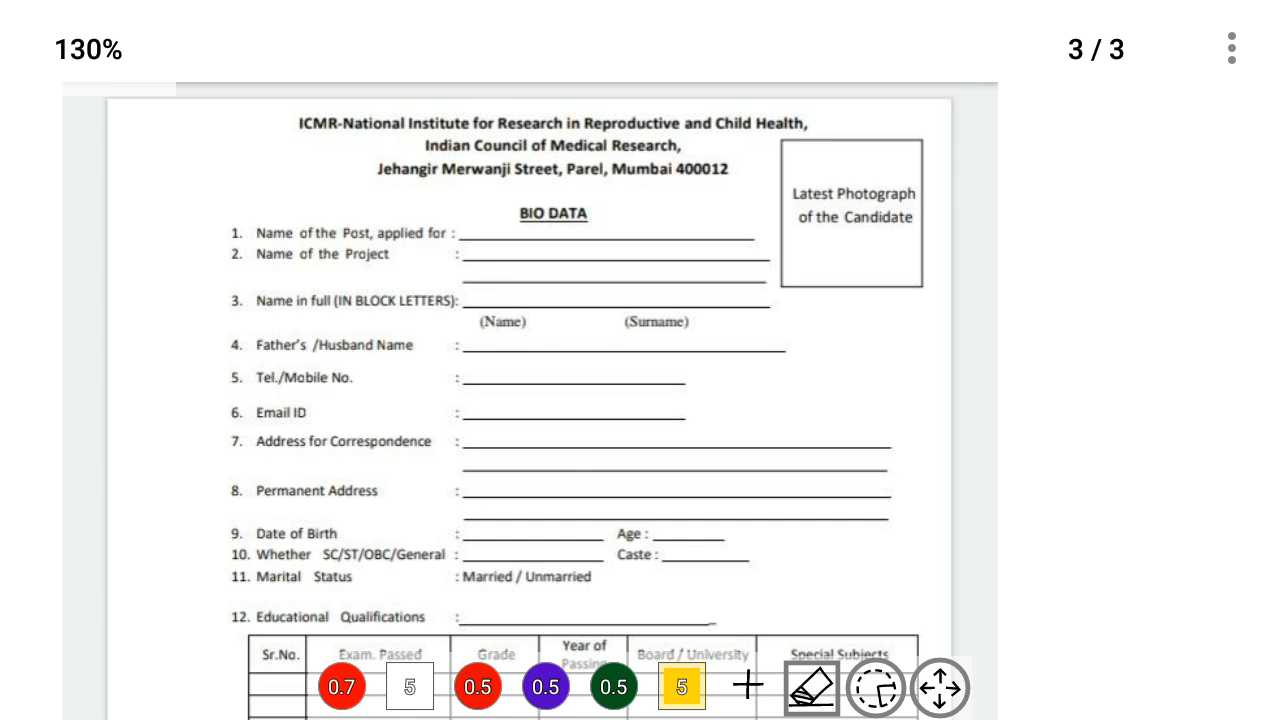 130%
3 / 3
ICMR-National Institute for Research in Reproductive and Child Health,
Indian Council of Medical Research,
Jehangir Merwanji Street, Parel, Mumbai 400012
Latest Photograph
of the Candidate
BIO DATA
1. Name of the Post, applied for :
2. Name of the Project :
3. Name in full (IN BLOCK LETTERS):
(Name) (Surname)
4. Father's /Husband Name :
5. Tel./Mobile No. :
6. Email ID :
7. Address for Correspondence :
8. Permanent Address :
9. Date of Birth : Age :
10. Whether SC/ST/OBC/General : Caste :
11. Marital Status : Married / Unmarried
12. Educational Qualifications :
Sr.No. Exam. Passed Grade Year of Passing Board / University Special Subjects
0.7 5 0.5 0.5 0.5 5